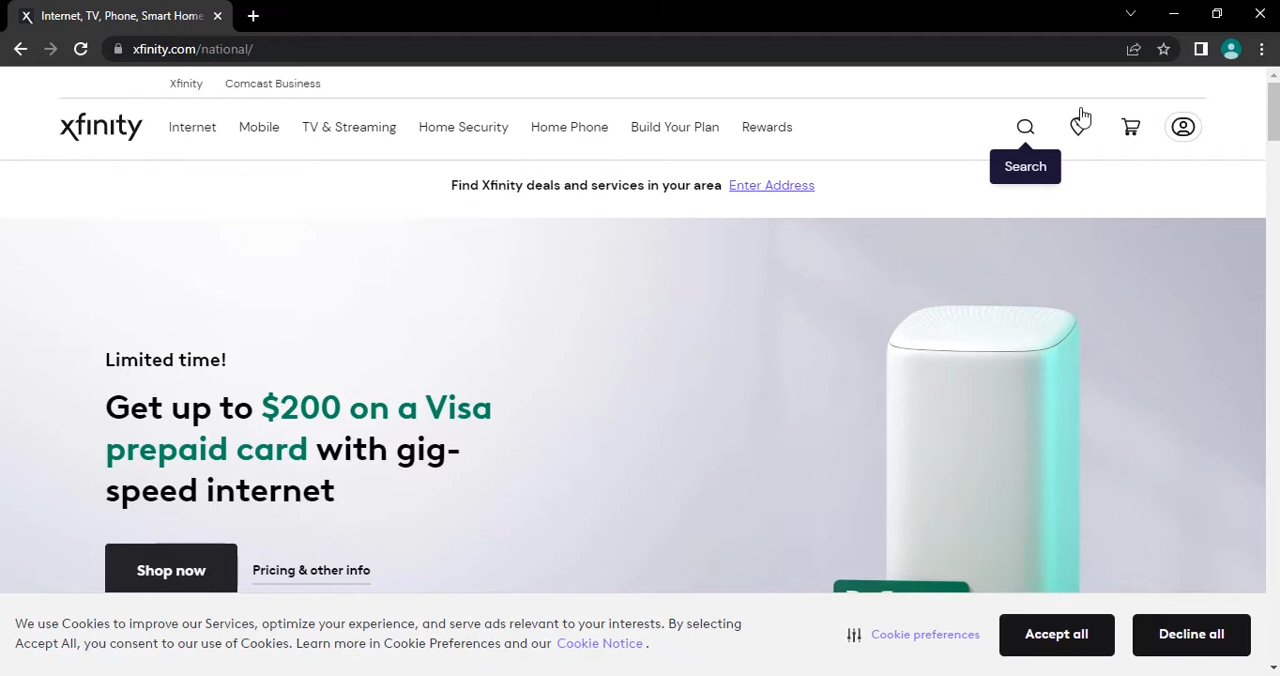 Internet, TV, Phone, Smart Home
xfinity.com/national/
Xfinity Comcast Business
xfinity Internet Mobile TV & Streaming Home Security Home Phone Build Your Plan Rewards
Search
Find Xfinity deals and services in your area Enter Address
Limited time!
Get up to $200 on a Visa
prepaid card with gig-
speed internet
Shop now Pricing & other info
We use Cookies to improve our Services, optimize your experience, and serve ads relevant to your interests. By selecting
Accept All, you consent to our use of Cookies. Learn more in Cookie Preferences and our Cookie Notice .
Cookie preferences Accept all Decline all